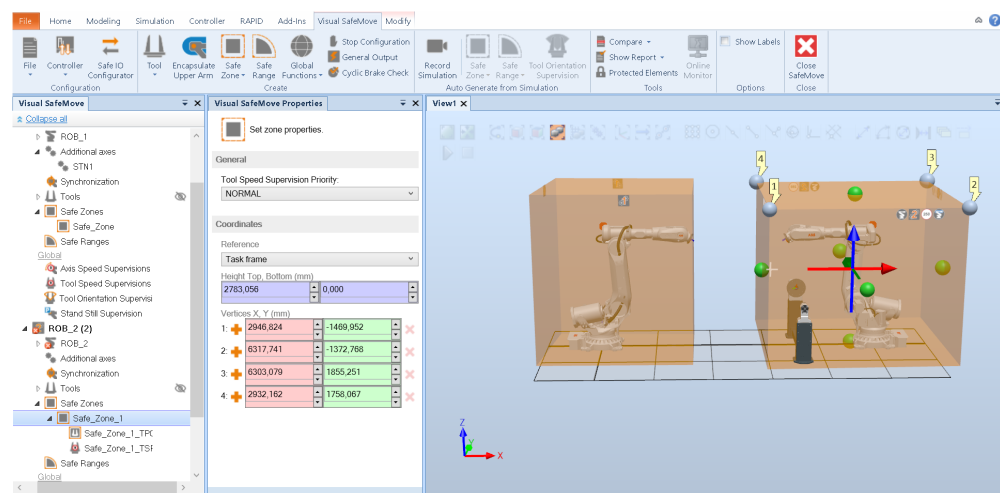 File Home Modeling Simulation Controller RAPID Add-Ins Visual SafeMove Modify
File Controller Safe IO Configurator Tool Encapsulate Upper Arm Safe Zone Safe Range Global Functions Stop Configuration General Output Cyclic Brake Check Record Simulation Safe Zone Safe Range Tool Orientation Supervision Compare Show Report Protected Elements Online Monitor Show Labels Close SafeMove
Configuration Create Auto Generate from Simulation Tools Options Close
Visual SafeMove
Collapse all
ROB_1
Additional axes
STN1
Synchronization
Tools
Safe Zones
Safe_Zone
Safe Ranges
Global
Axis Speed Supervisions
Tool Speed Supervisions
Tool Orientation Supervisi
Stand Still Supervision
ROB_2 (2)
ROB_2
Additional axes
Synchronization
Tools
Safe Zones
Safe_Zone_1
Safe_Zone_1_TPC
Safe_Zone_1_TSF
Safe Ranges
Global
Visual SafeMove Properties
Set zone properties.
General
Tool Speed Supervision Priority:
NORMAL
Coordinates
Reference
Task frame
Height Top, Bottom (mm)
2783,056 0,000
Vertices X, Y (mm)
1: 2946,824 -1469,952
2: 6317,741 -1372,768
3: 6303,079 1855,251
4: 2932,162 1758,067
View1
4
3
1
2
Z
Y
X